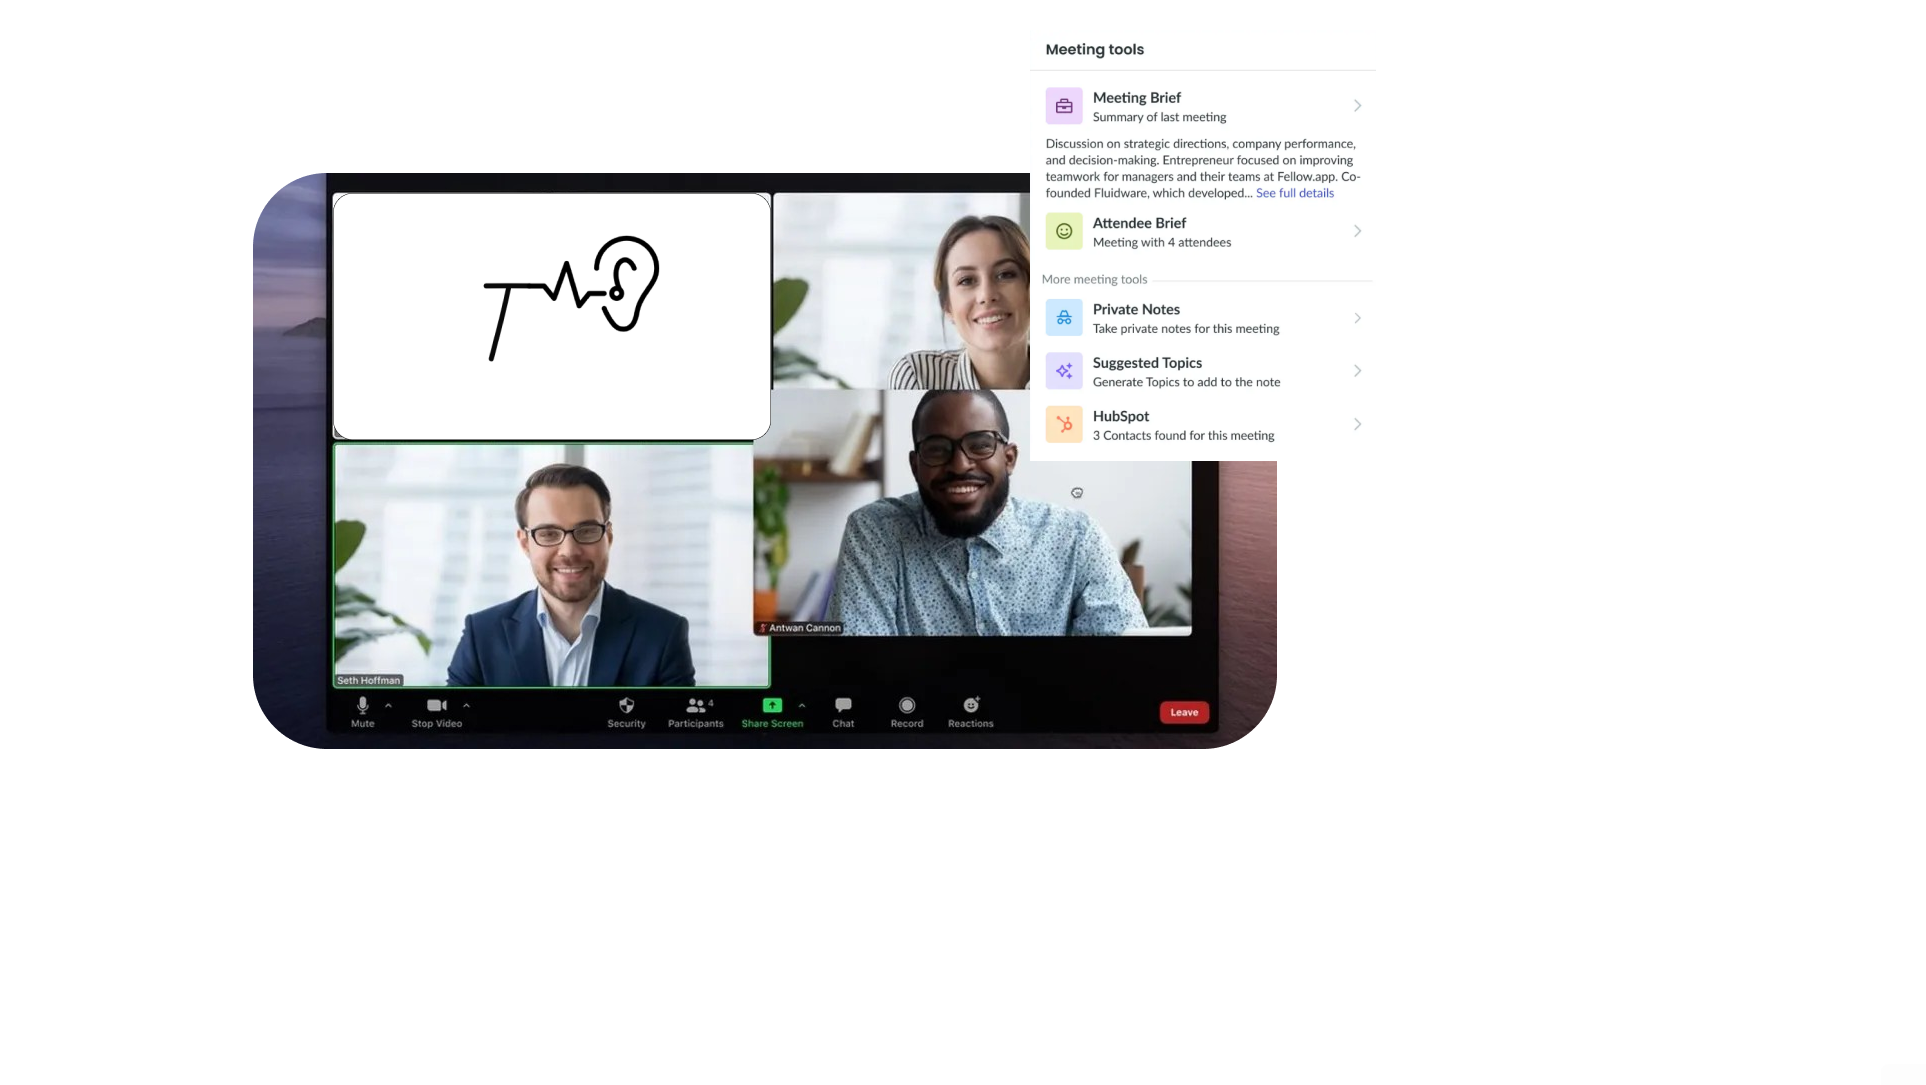 Meeting tools
Meeting Brief
Summary of last meeting
Discussion on strategic directions, company performance,
and decision-making. Entrepreneur focused on improving
teamwork for managers and their teams at Fellow.app. Co-
founded Fluidware, which developed... See full details
Attendee Brief
Meeting with 4 attendees
More meeting tools
Private Notes
Take private notes for this meeting
Suggested Topics
Generate Topics to add to the note
HubSpot
3 Contacts found for this meeting
Antwan Cannon
Seth Hoffman
4
Mute
Stop Video
Security
Participants
Share Screen
Chat
Record
Reactions
Leave